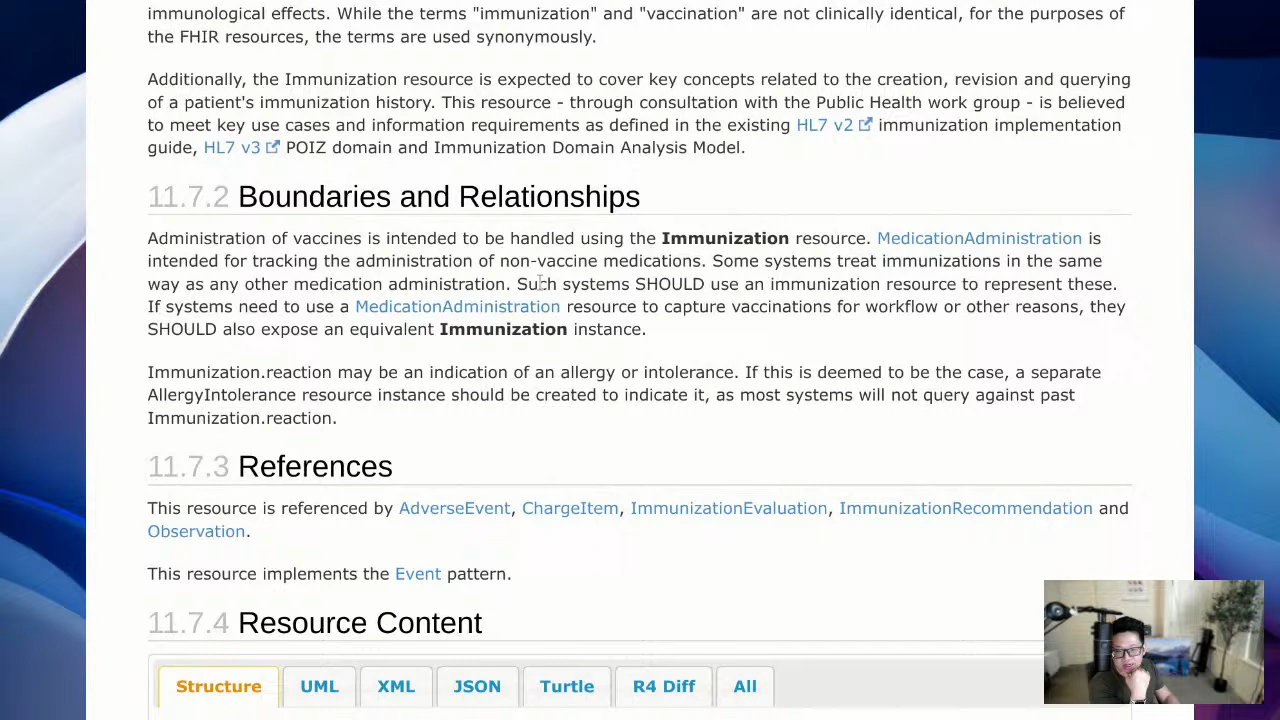 immunological effects. While the terms "immunization" and "vaccination" are not clinically identical, for the purposes of
the FHIR resources, the terms are used synonymously.
Additionally, the Immunization resource is expected to cover key concepts related to the creation, revision and querying
of a patient's immunization history. This resource - through consultation with the Public Health work group - is believed
to meet key use cases and information requirements as defined in the existing HL7 v2 immunization implementation
guide, HL7 v3 POIZ domain and Immunization Domain Analysis Model.
11.7.2 Boundaries and Relationships
Administration of vaccines is intended to be handled using the Immunization resource. MedicationAdministration is
intended for tracking the administration of non-vaccine medications. Some systems treat immunizations in the same
way as any other medication administration. Such systems SHOULD use an immunization resource to represent these.
If systems need to use a MedicationAdministration resource to capture vaccinations for workflow or other reasons, they
SHOULD also expose an equivalent Immunization instance.
Immunization.reaction may be an indication of an allergy or intolerance. If this is deemed to be the case, a separate
AllergyIntolerance resource instance should be created to indicate it, as most systems will not query against past
Immunization.reaction.
11.7.3 References
This resource is referenced by AdverseEvent, ChargeItem, ImmunizationEvaluation, ImmunizationRecommendation and
Observation.
This resource implements the Event pattern.
11.7.4 Resource Content
Structure UML XML JSON Turtle R4 Diff All